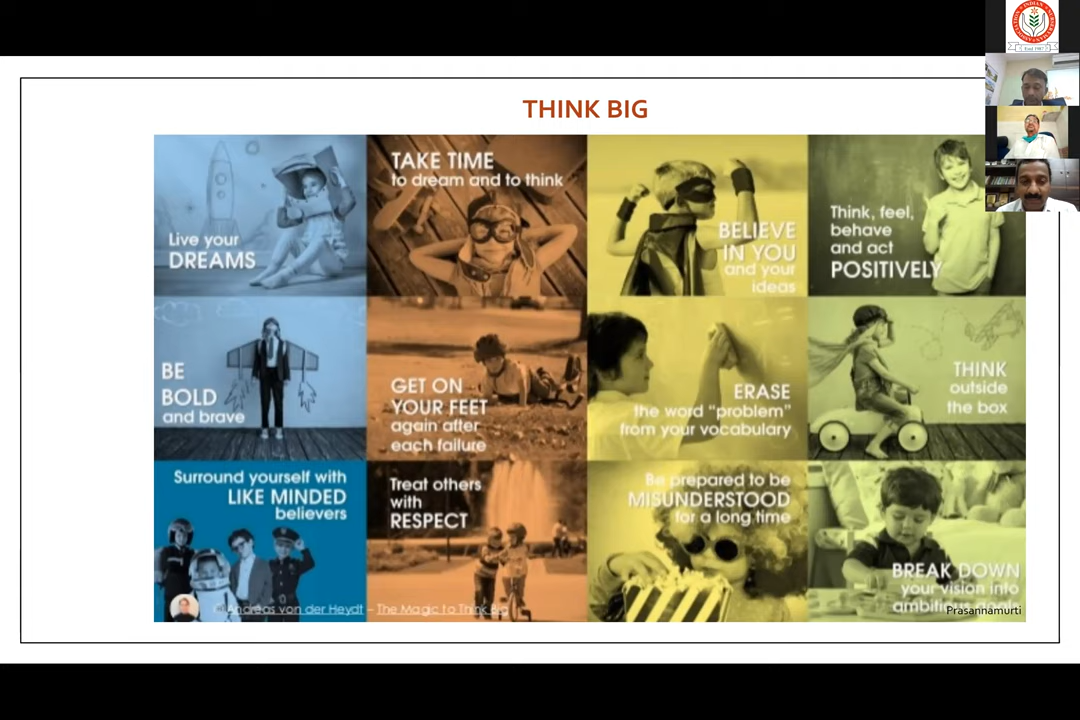 THINK BIG
Live your
DREAMS
TAKE TIME
to dream and to think
BELIEVE
IN YOU
and your
ideas
Think, feel,
behave
and act
POSITIVELY
BE
BOLD
and brave
GET ON
YOUR FEET
again after
each failure
ERASE
the word “problem”
from your vocabulary
THINK
outside
the box
Surround yourself with
LIKE MINDED
believers
Treat others
with
RESPECT
Be prepared to be
MISUNDERSTOOD
for a long time
BREAK DOWN
your vision into
© Andreas von der Heydt – The Magic to Think Big
Prasannamurti